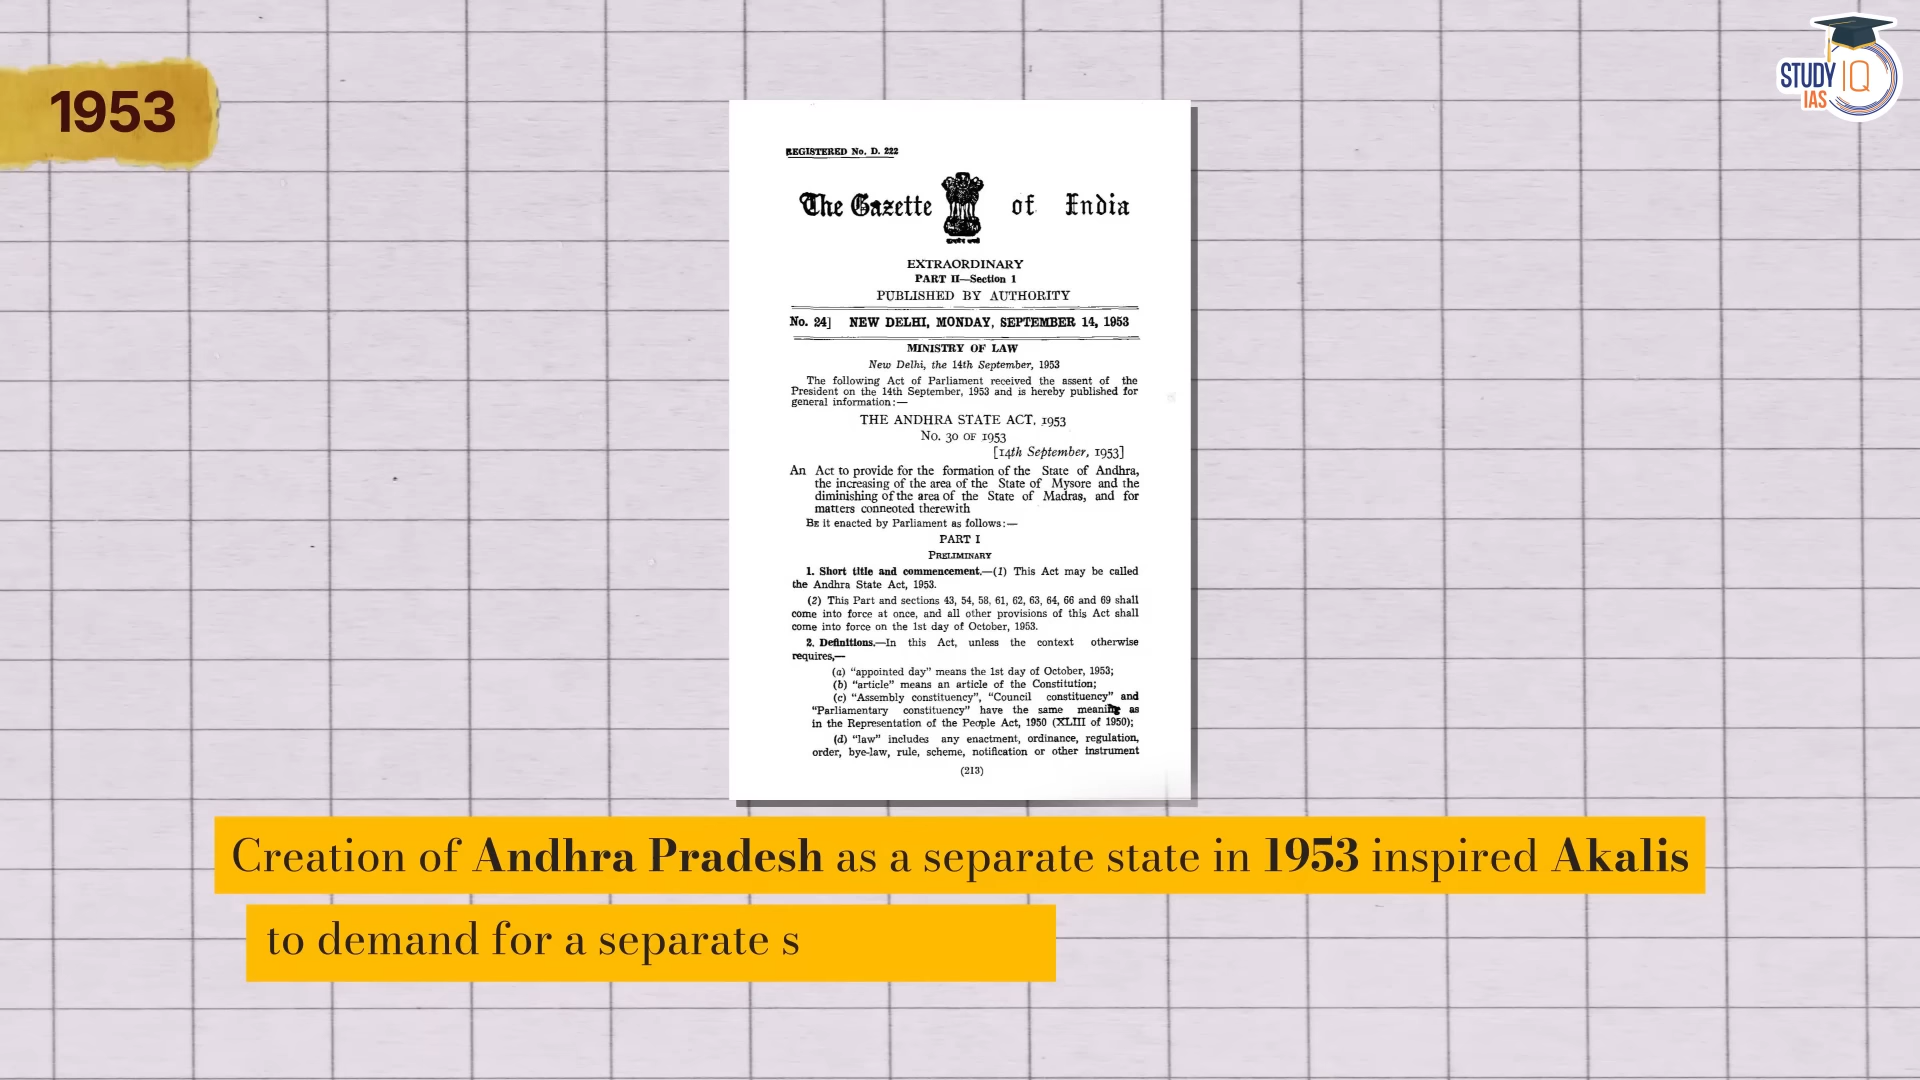 1953
STUDY IQ
IAS
REGISTERED No. D. 222
The Gazette of India
EXTRAORDINARY
PART II—Section 1
PUBLISHED BY AUTHORITY
No. 24] NEW DELHI, MONDAY, SEPTEMBER 14, 1953
MINISTRY OF LAW
New Delhi, the 14th September, 1953
The following Act of Parliament received the assent of the
President on the 14th September, 1953 and is hereby published for
general information:—
THE ANDHRA STATE ACT, 1953
No. 30 OF 1953
[14th September, 1953]
An Act to provide for the formation of the State of Andhra,
the increasing of the area of the State of Mysore and the
diminishing of the area of the State of Madras, and for
matters conneoted therewith
BE it enacted by Parliament as follows:—
PART I
PRELIMINARY
1. Short title and commencement.—(1) This Act may be called
the Andhra State Act, 1953.
(2) This Part and sections 43, 54, 58, 61, 62, 63, 64, 66 and 69 shall
come into force at once, and all other provisions of this Act shall
come into force on the 1st day of October, 1953.
2. Definitions.—In this Act, unless the context otherwise
requires,—
(a) “appointed day” means the 1st day of October, 1953;
(b) “article” means an article of the Constitution;
(c) “Assembly constituency”, “Council constituency” and
“Parliamentary constituency” have the same meaning as
in the Representation of the People Act, 1950 (XLIII of 1950);
(d) “law” includes any enactment, ordinance, regulation,
order, bye-law, rule, scheme, notification or other instrument
(213)
Creation of Andhra Pradesh as a separate state in 1953 inspired Akalis
to demand for a separate s